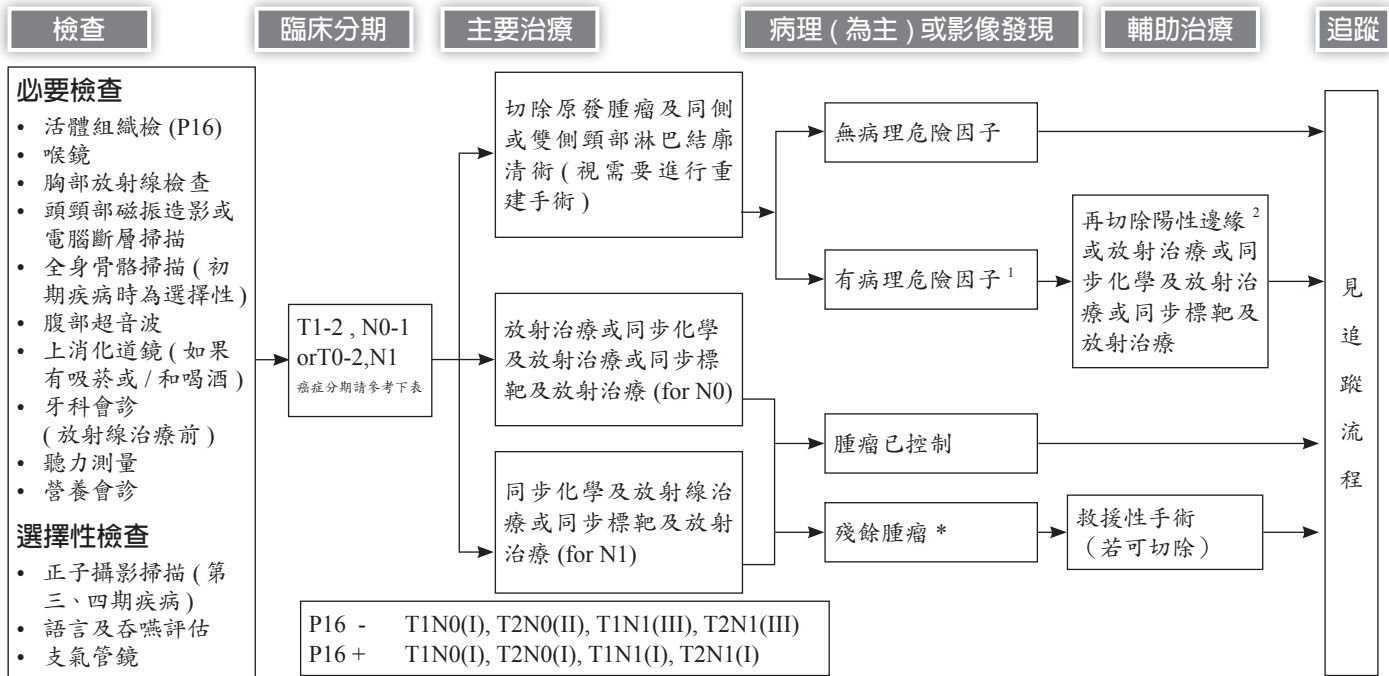 檢查
臨床分期
主要治療
病理 ( 為主 ) 或影像發現
輔助治療
追蹤
必要檢查
• 活體組織檢 (P16)
• 喉鏡
• 胸部放射線檢查
• 頭頸部磁振造影或
電腦斷層掃描
• 全身骨骼掃描 ( 初
期疾病時為選擇性 )
• 腹部超音波
• 上消化道鏡 ( 如果
有吸菸或 / 和喝酒 )
• 牙科會診
( 放射線治療前 )
• 聽力測量
• 營養會診
選擇性檢查
• 正子攝影掃描 ( 第
三、四期疾病 )
• 語言及吞嚥評估
• 支氣管鏡
T1-2 , N0-1
orT0-2,N1
癌症分期請參考下表
切除原發腫瘤及同側
或雙側頸部淋巴結廓
清術 ( 視需要進行重
建手術 )
放射治療或同步化學
及放射治療或同步標
靶及放射治療 (for N0)
同步化學及放射線治
療或同步標靶及放射
治療 (for N1)
無病理危險因子
有病理危險因子 1
腫瘤已控制
殘餘腫瘤 *
再切除陽性邊緣 2
或放射治療或同
步化學及放射治
療或同步標靶及
放射治療
救援性手術
（若可切除）
見
追
蹤
流
程
P16 - T1N0(I), T2N0(II), T1N1(III), T2N1(III)
P16 + T1N0(I), T2N0(I), T1N1(I), T2N1(I)